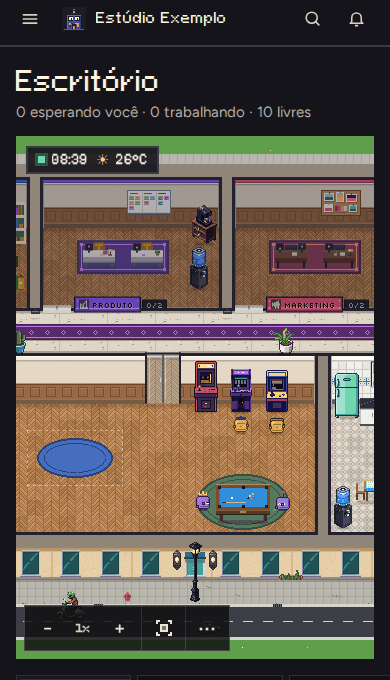 Estúdio Exemplo
Escritório
0 esperando você · 0 trabalhando · 10 livres
08:39 26ºC
PRODUTO 0/2
MARKETING 0/2
− 1x +